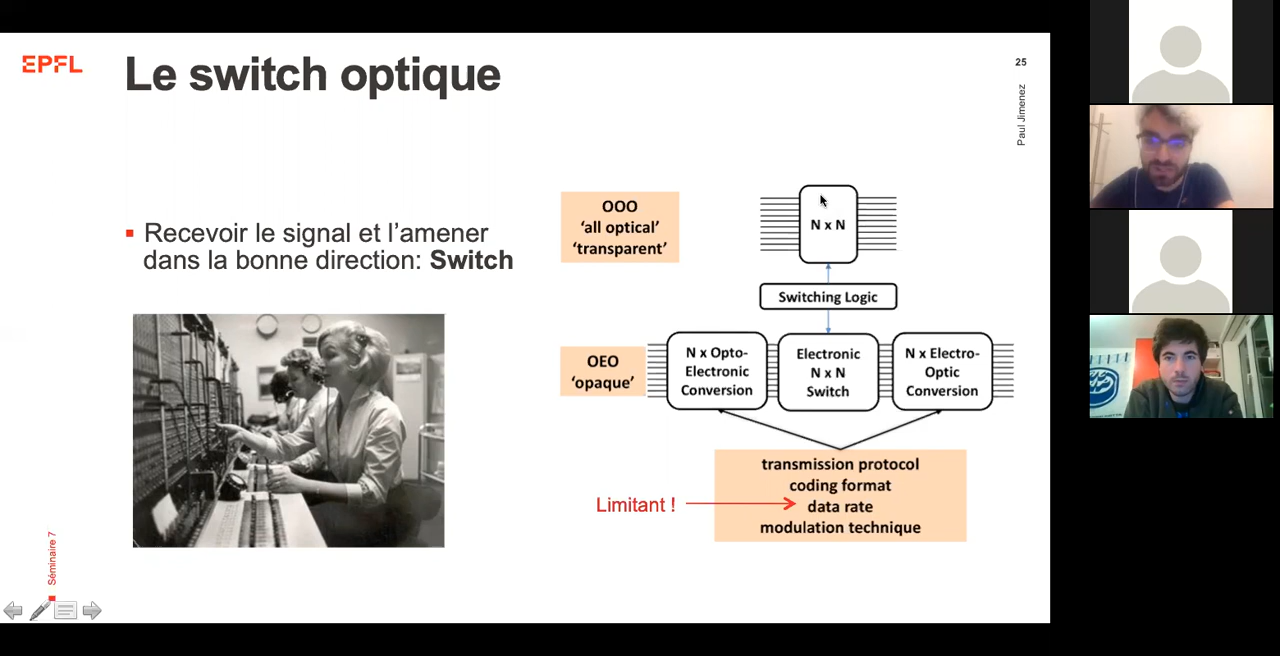 EPFL
Le switch optique
25
Paul Jimenez
▪ Recevoir le signal et l'amener
dans la bonne direction: Switch
OOO
'all optical'
'transparent'
N x N
Switching Logic
OEO
'opaque'
N x Opto-
Electronic
Conversion
Electronic
N x N
Switch
N x Electro-
Optic
Conversion
transmission protocol
coding format
data rate
modulation technique
Limitant !
Séminaire 7